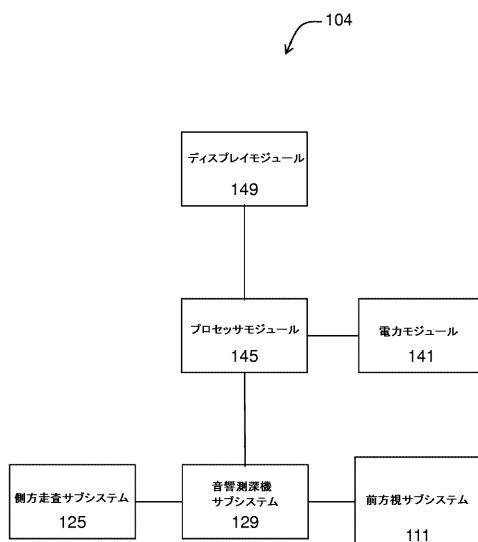 104
ディスプレイモジュール
149
プロセッサモジュール
145
電力モジュール
141
側方走査サブシステム
125
音響測深機
サブシステム
129
前方視サブシステム
111